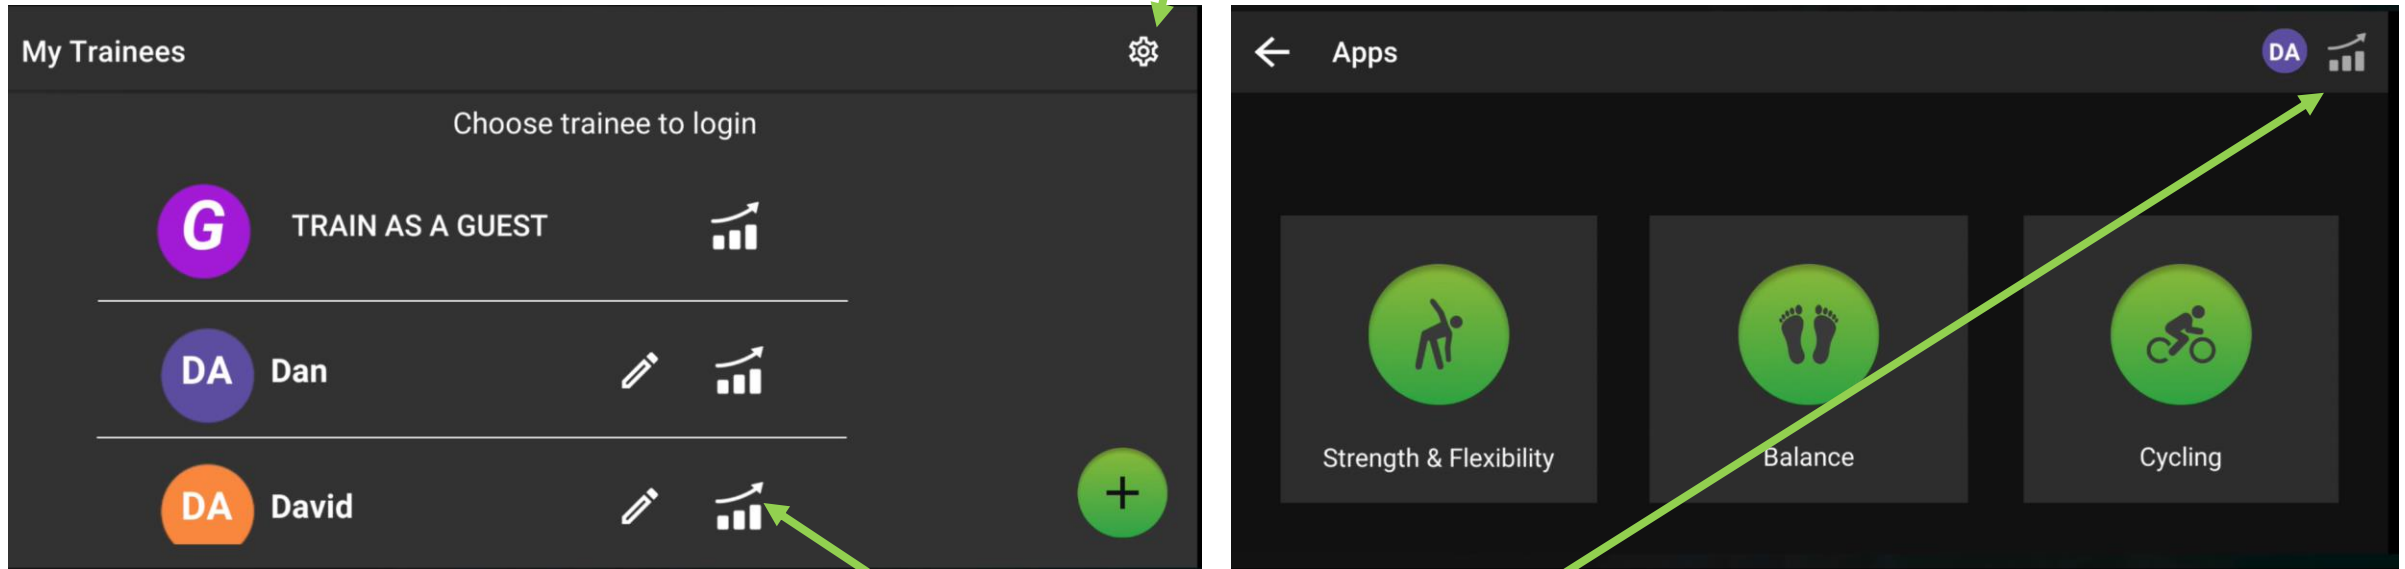 My Trainees
Choose trainee to login
G TRAIN AS A GUEST
DA Dan
DA David
+
Apps
DA
Strength & Flexibility
Balance
Cycling